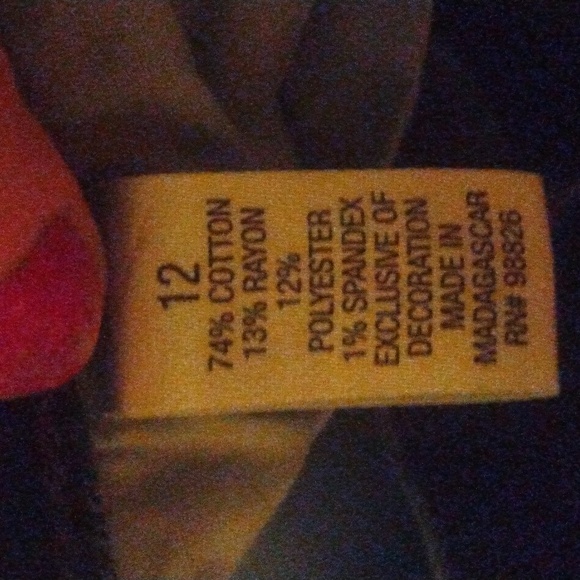 12
74% COTTON
13% RAYON
12%
POLYESTER
1% SPANDEX
EXCLUSIVE OF
DECORATION
MADE IN
MADAGASCAR
RN# 98826